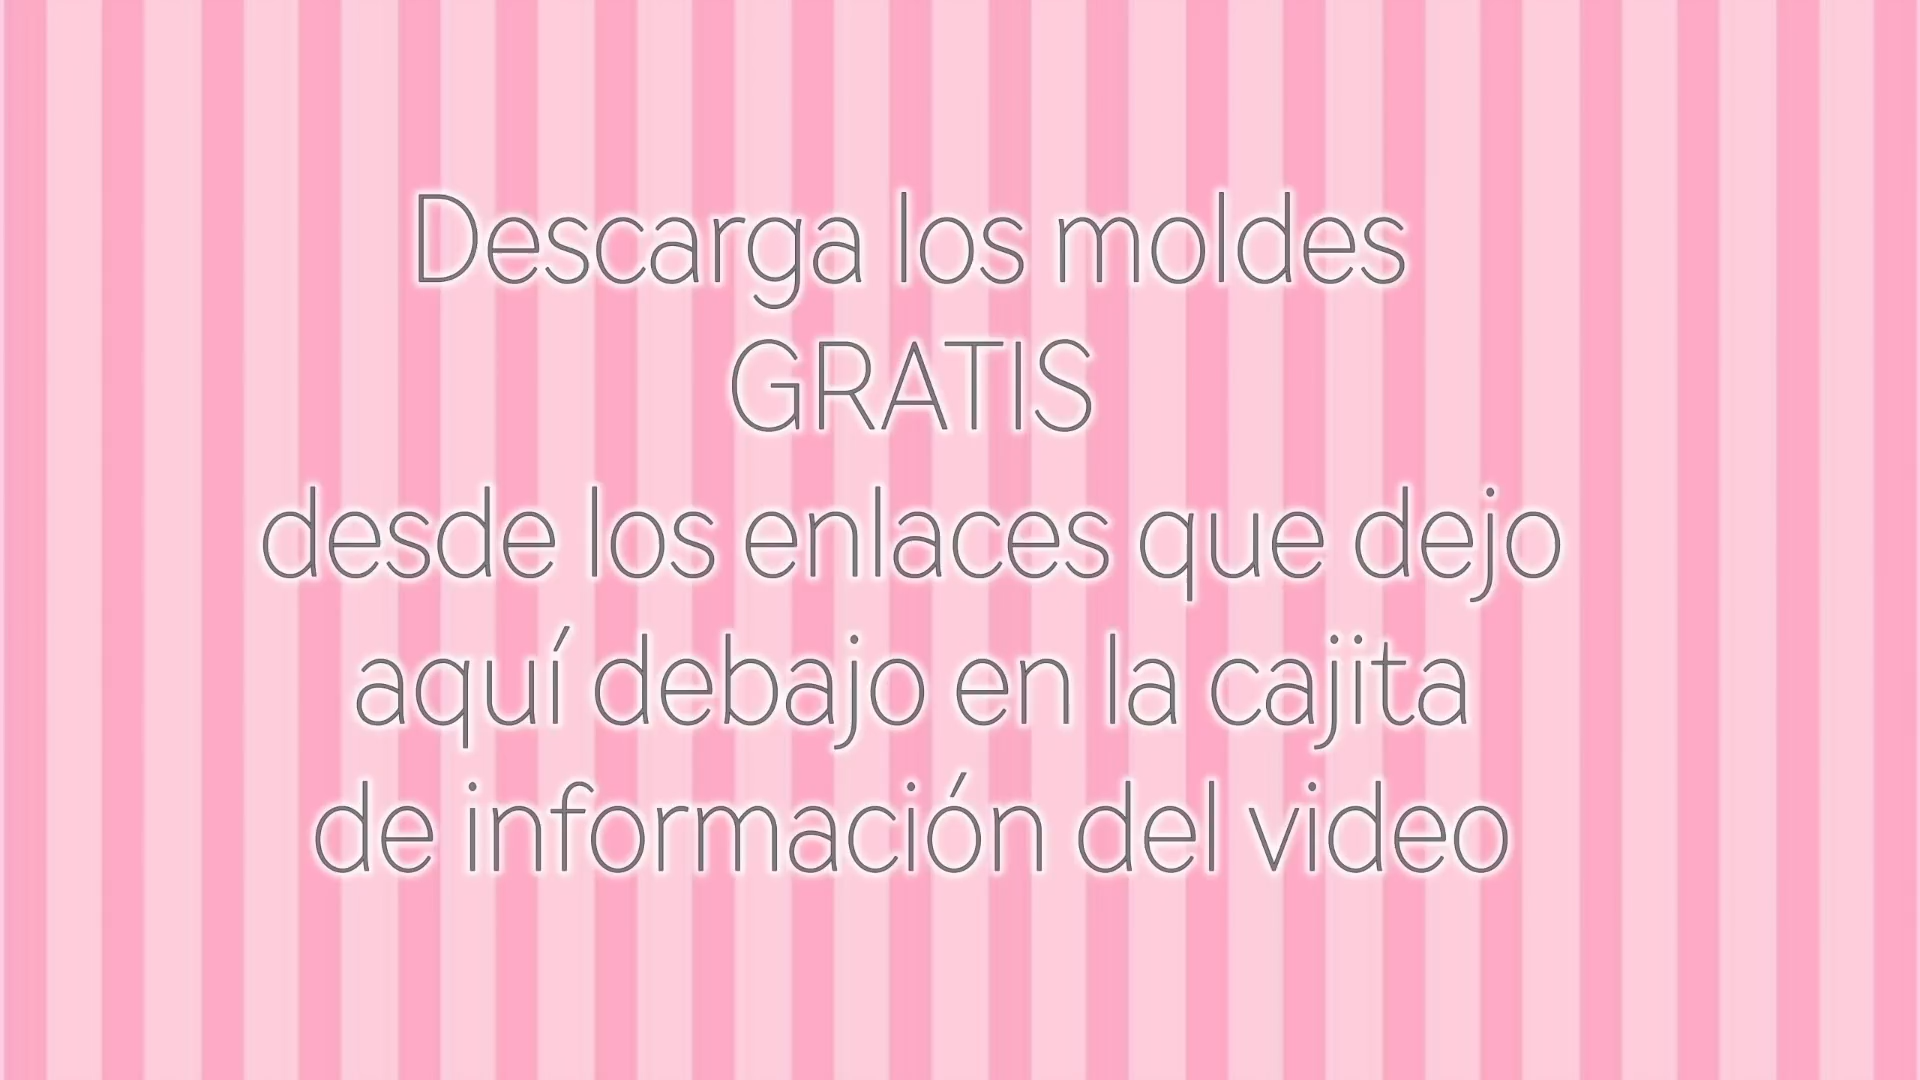 Descarga los moldes
GRATIS
desde los enlaces que dejo
aquí debajo en la cajita
de información del video